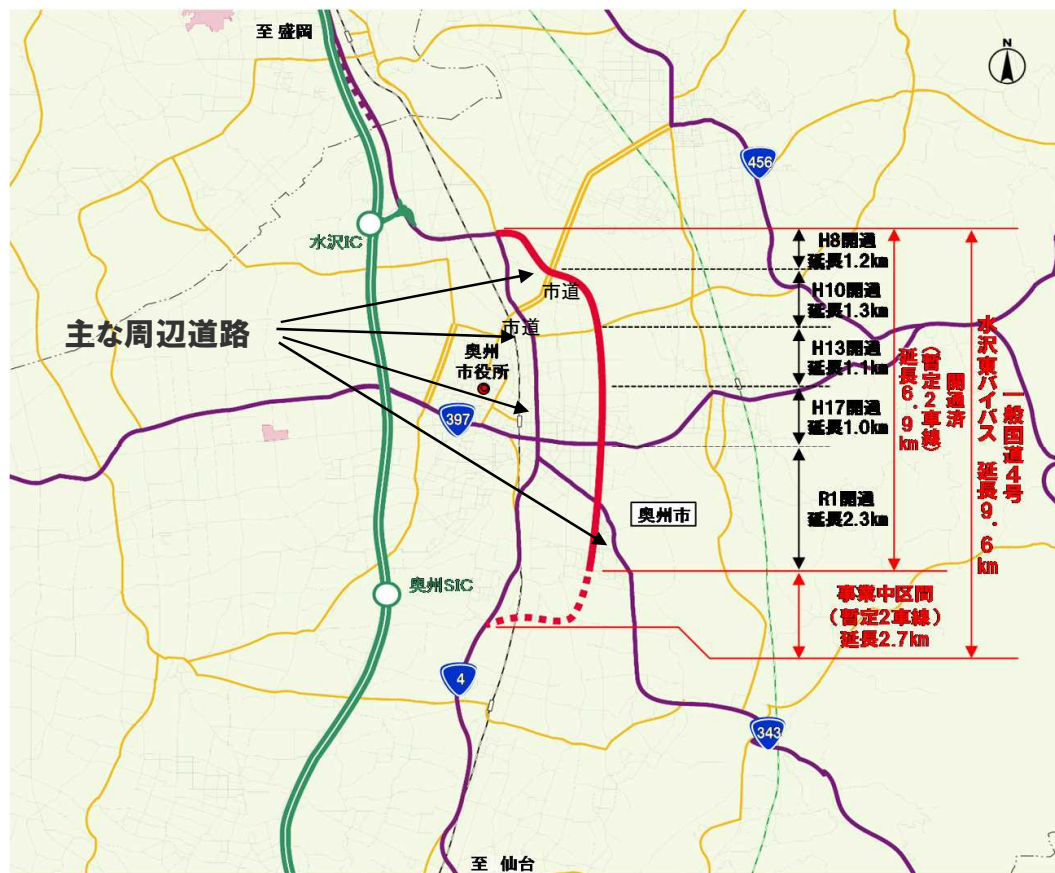 至 盛岡
N
456
水沢IC
H8開通
延長1.2km
市道
H10開通
延長1.3km
主な周辺道路
市道
奥州
市役所
H13開通
延長1.1km
397
H17開通
延長1.0km
開通済
(暫定2車線)
延長6.9km
一般国道4号
水沢東バイパス 延長9.6km
奥州市
R1開通
延長2.3km
奥州SIC
事業中区間
(暫定2車線)
延長2.7km
4
343
至 仙台